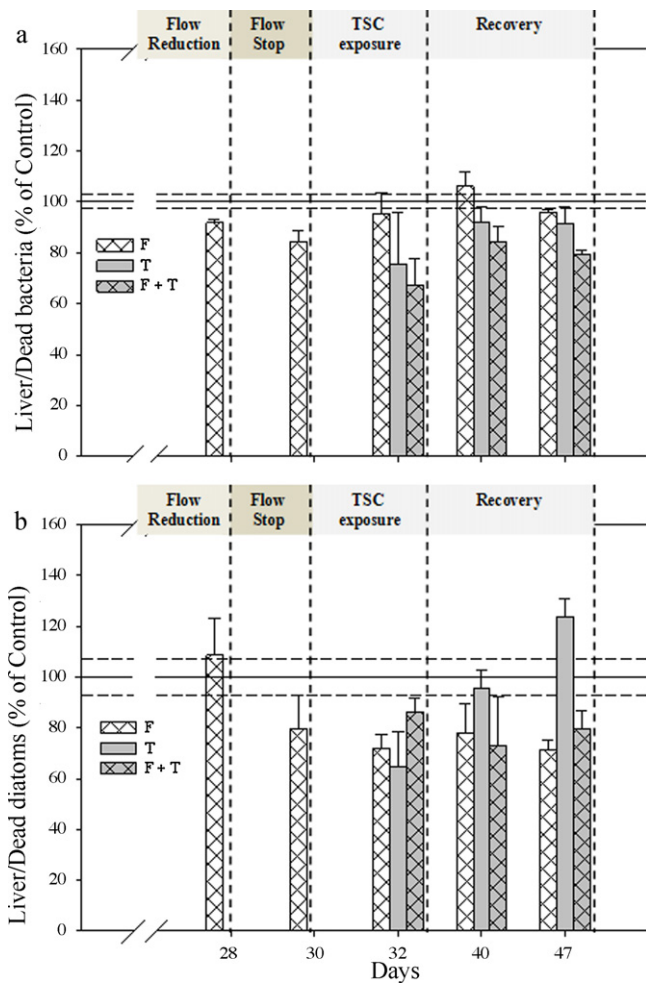 a
Flow Reduction
Flow Stop
TSC exposure
Recovery
Liver/Dead bacteria (% of Control)
160
140
120
100
80
60
40
20
0
F
T
F + T
b
Flow Reduction
Flow Stop
TSC exposure
Recovery
Liver/Dead diatoms (% of Control)
160
140
120
100
80
60
40
20
0
F
T
F + T
28
30
32
40
47
Days